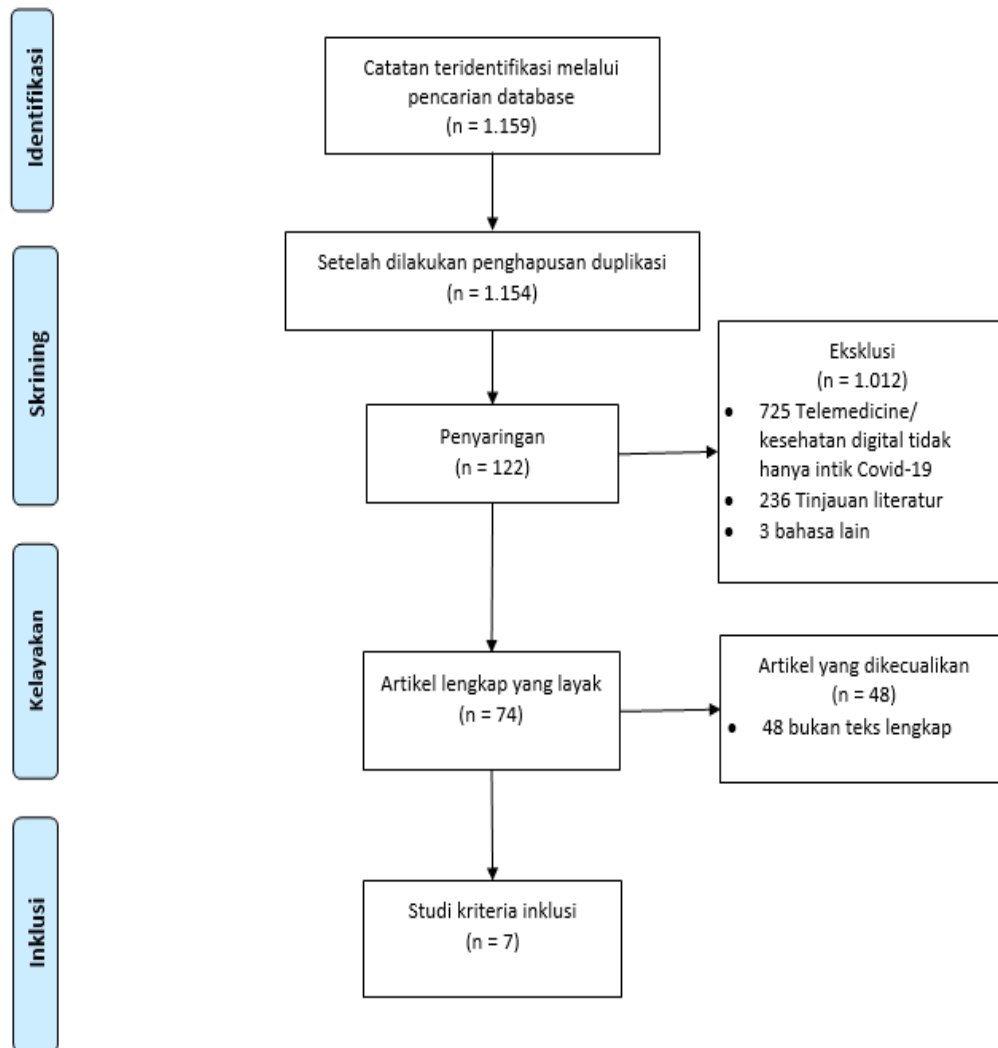 Identifikasi
Catatan teridentifikasi melalui
pencarian database
(n = 1.159)
Skrining
Setelah dilakukan penghapusan duplikasi
(n = 1.154)
Penyaringan
(n = 122)
Eksklusi
(n = 1.012)
• 725 Telemedicine/
kesehatan digital tidak
hanya intik Covid-19
• 236 Tinjauan literatur
• 3 bahasa lain
Kelayakan
Artikel lengkap yang layak
(n = 74)
Artikel yang dikecualikan
(n = 48)
• 48 bukan teks lengkap
Inklusi
Studi kriteria inklusi
(n = 7)